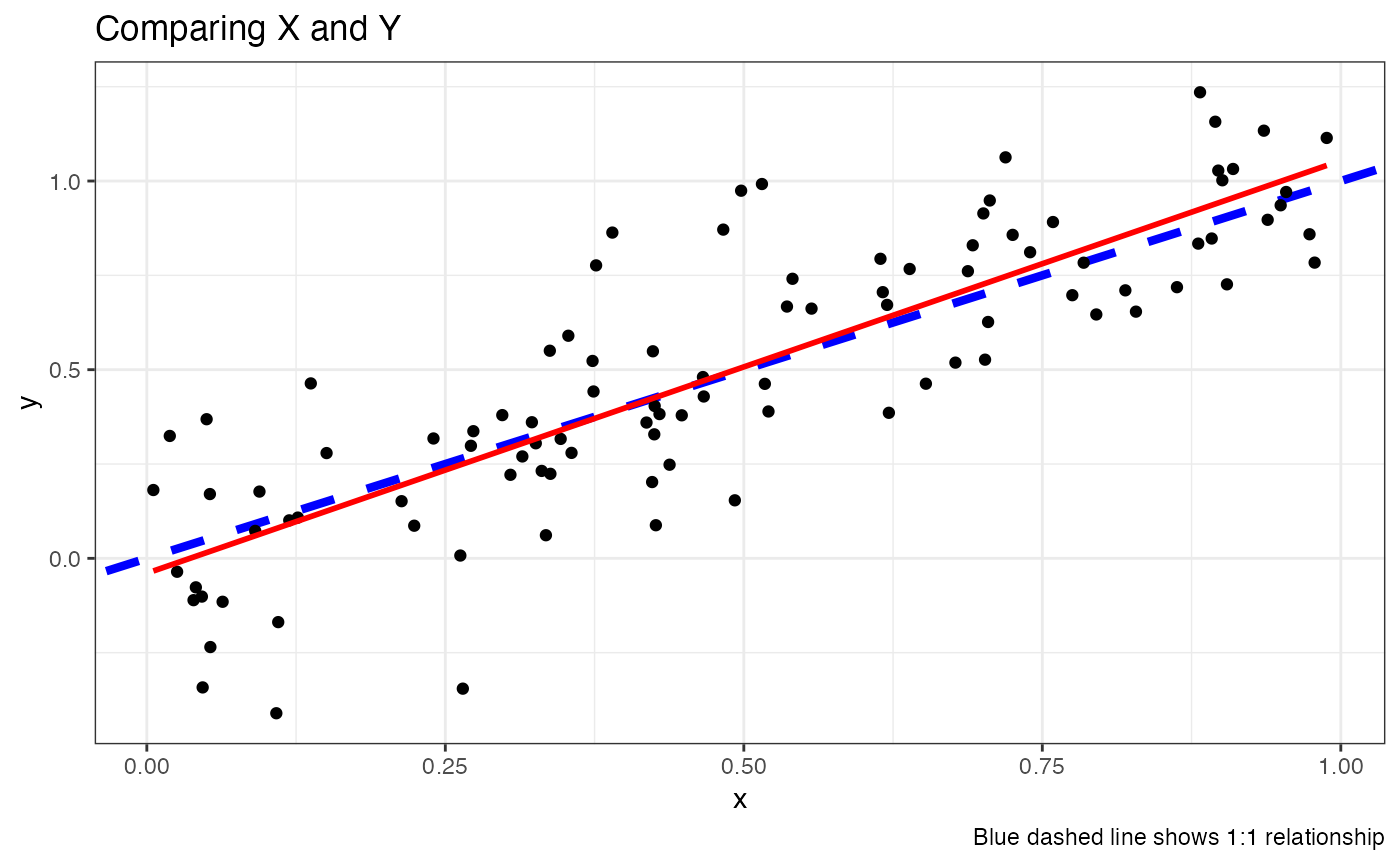 Comparing X and Y
1.0
0.5
0.0
y
0.00 0.25 0.50 0.75 1.00
x
Blue dashed line shows 1:1 relationship